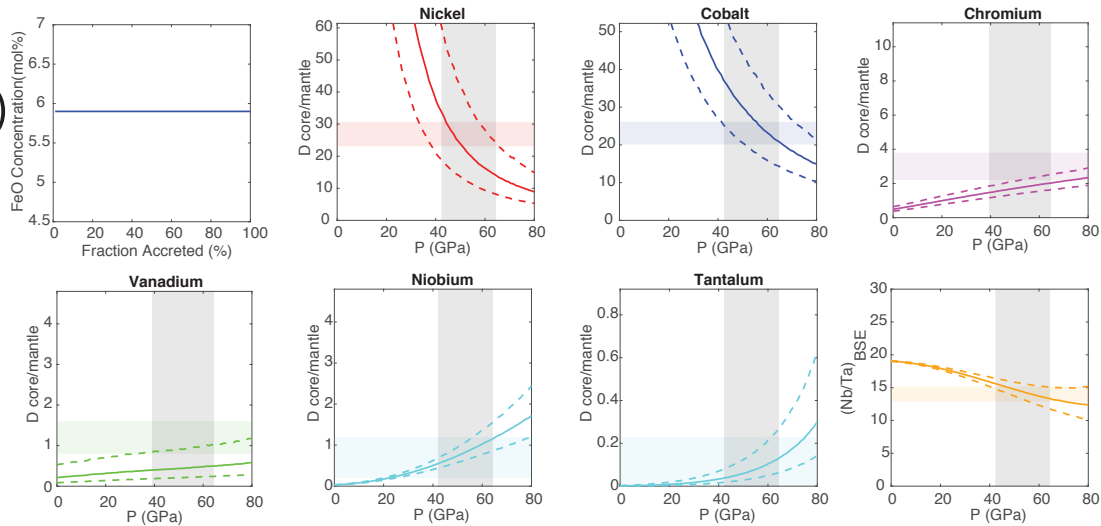 )
7
6.5
6
5.5
5
4.5
0 20 40 60 80 100
Fraction Accreted (%)
FeO Concentration(mol%)
Nickel
60
50
40
30
20
10
0
0 20 40 60 80
P (GPa)
D core/mantle
Cobalt
50
40
30
20
10
0
0 20 40 60 80
P (GPa)
D core/mantle
Chromium
10
8
6
4
2
0
0 20 40 60 80
P (GPa)
D core/mantle
Vanadium
4
3
2
1
0
0 20 40 60 80
P (GPa)
D core/mantle
Niobium
4
3
2
1
0
0 20 40 60 80
P (GPa)
D core/mantle
Tantalum
0.8
0.6
0.4
0.2
0
0 20 40 60 80
P (GPa)
D core/mantle
30
25
20
15
10
5
0
0 20 40 60 80
P (GPa)
(Nb/Ta)BSE